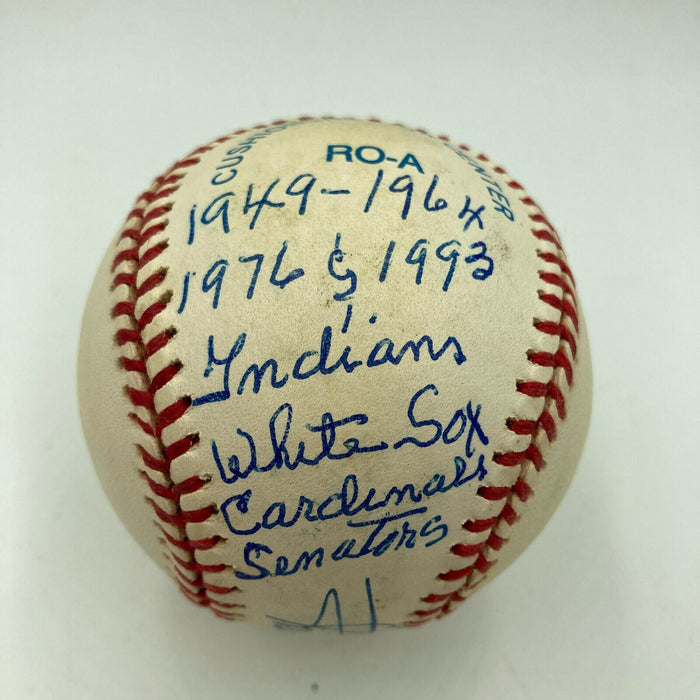 RO-A
1949-1964
1976 & 1993
Indians
White Sox
Cardinals
Senators